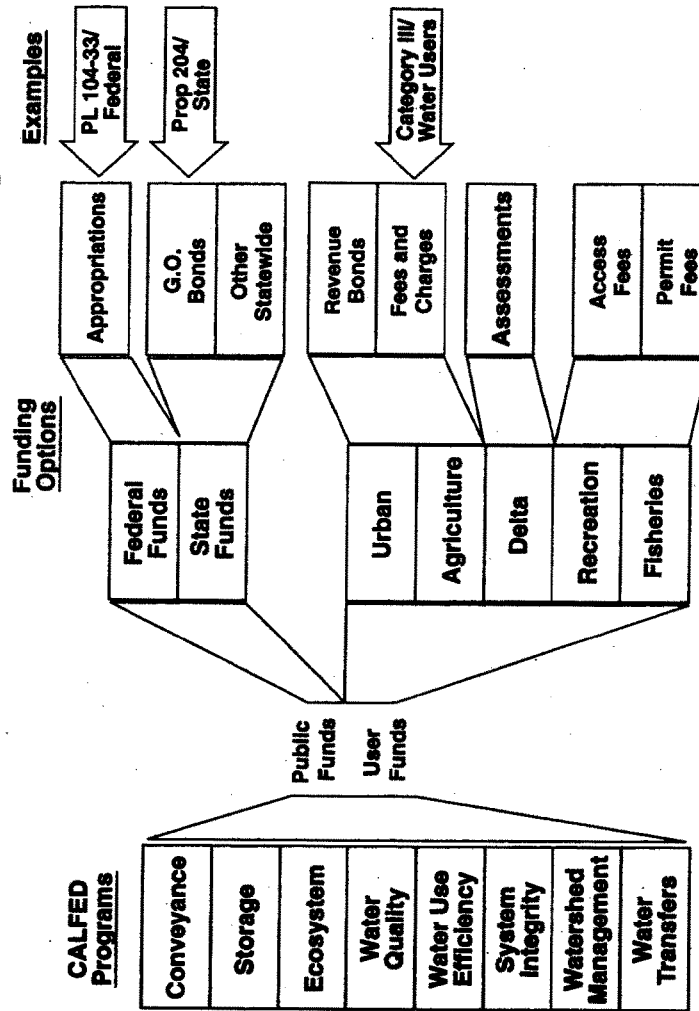 CALFED
Programs
Conveyance
Storage
Ecosystem
Water
Quality
Water Use
Efficiency
System
Integrity
Watershed
Management
Water
Transfers
Public
Funds
User
Funds
Funding
Options
Federal
Funds
State
Funds
Urban
Agriculture
Delta
Recreation
Fisheries
Appropriations
G.O.
Bonds
Other
Statewide
Revenue
Bonds
Fees and
Charges
Assessments
Access
Fees
Permit
Fees
Examples
PL 104-33/
Federal
Prop 204/
State
Category III/
Water Users